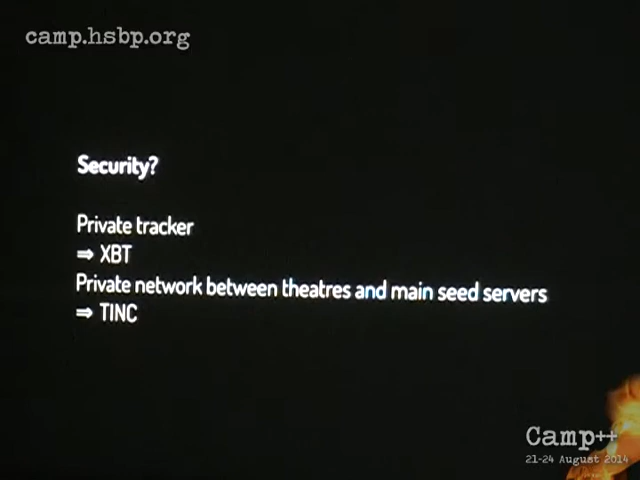 camp.hsbp.org
Security?
Private tracker
⇒ XBT
Private network between theatres and main seed servers
⇒ TINC
Camp++
21-24 August 2014